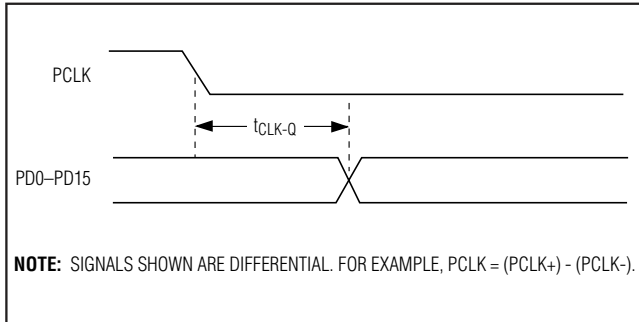 PCLK
tCLK-Q
PD0–PD15
NOTE: SIGNALS SHOWN ARE DIFFERENTIAL. FOR EXAMPLE, PCLK = (PCLK+) - (PCLK-).